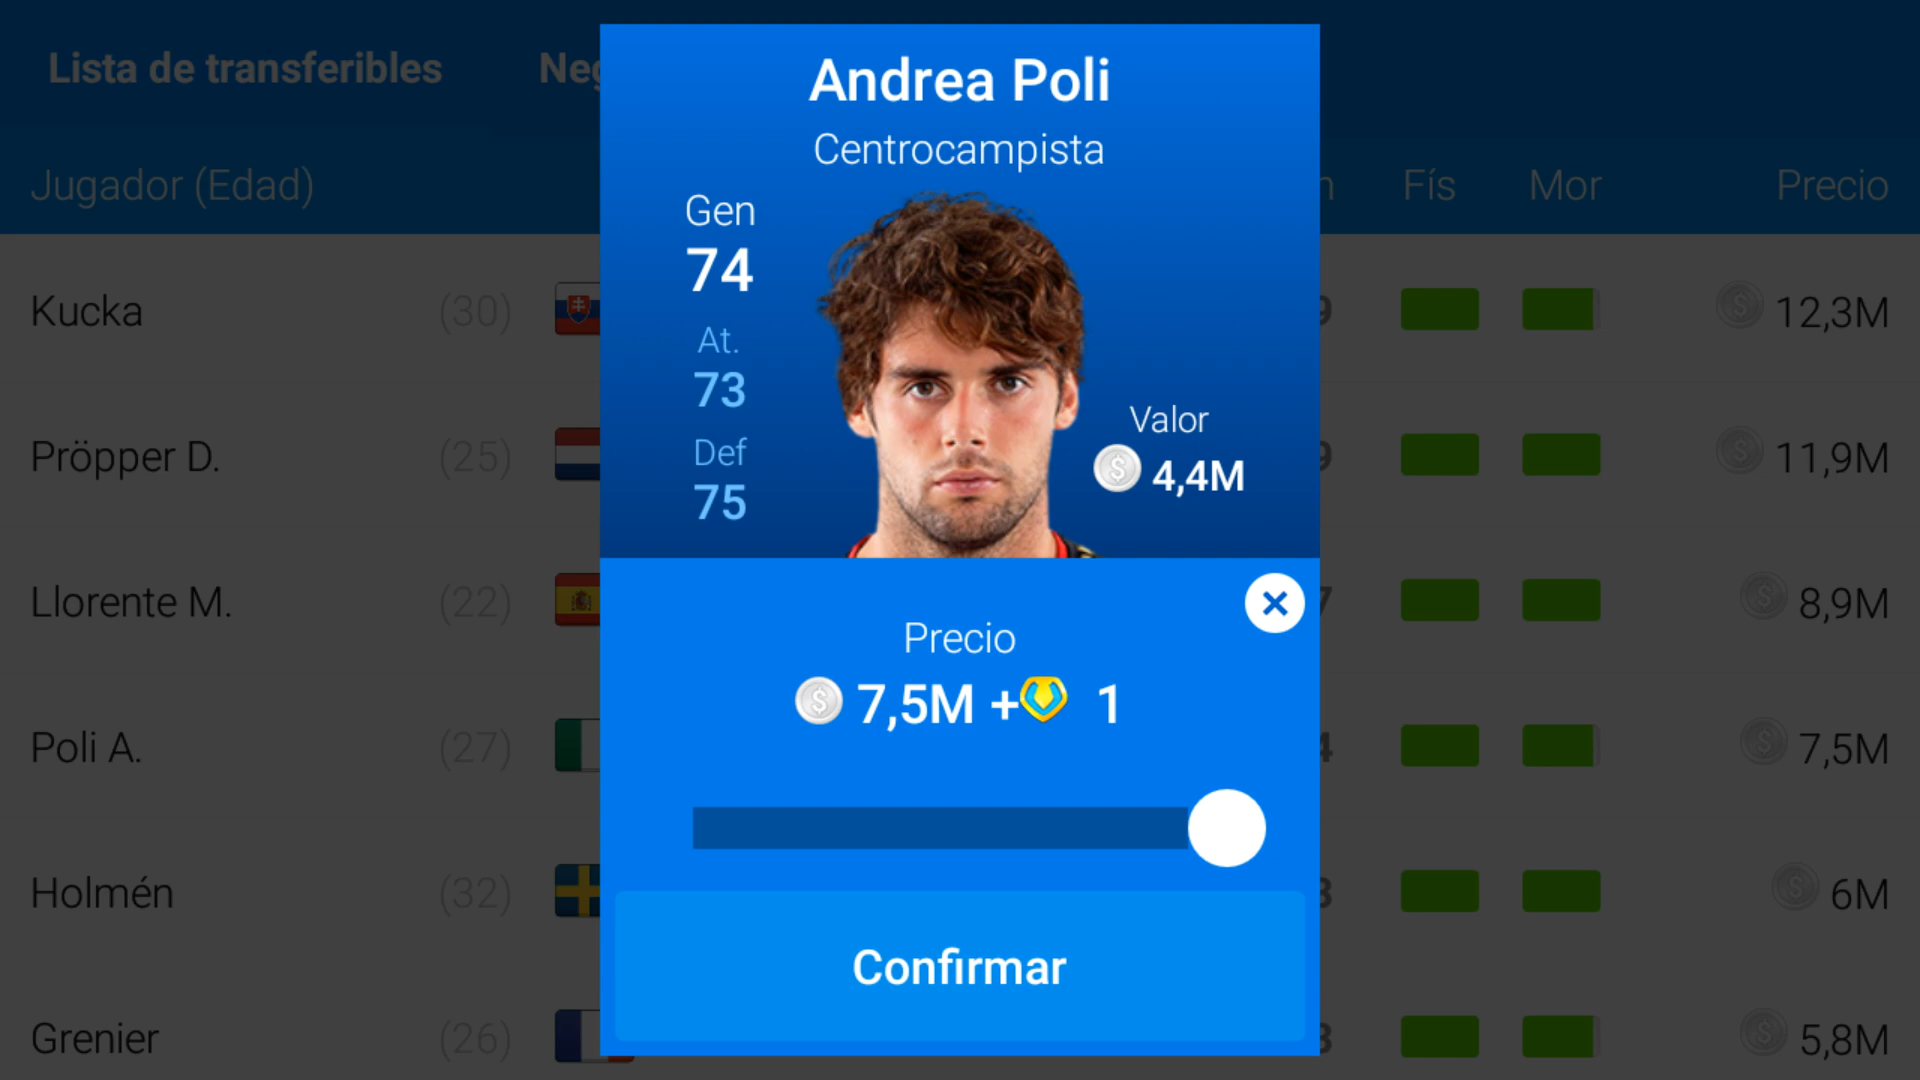 Lista de transferibles
Jugador (Edad)
Fís Mor Precio
Kucka (30) 12,3M
Pröpper D. (25) 11,9M
Llorente M. (22) 8,9M
Poli A. (27) 7,5M
Holmén (32) 6M
Grenier (26) 5,8M
Andrea Poli
Centrocampista
Gen
74
At.
73
Def
75
Valor
4,4M
Precio
7,5M + 1
Confirmar